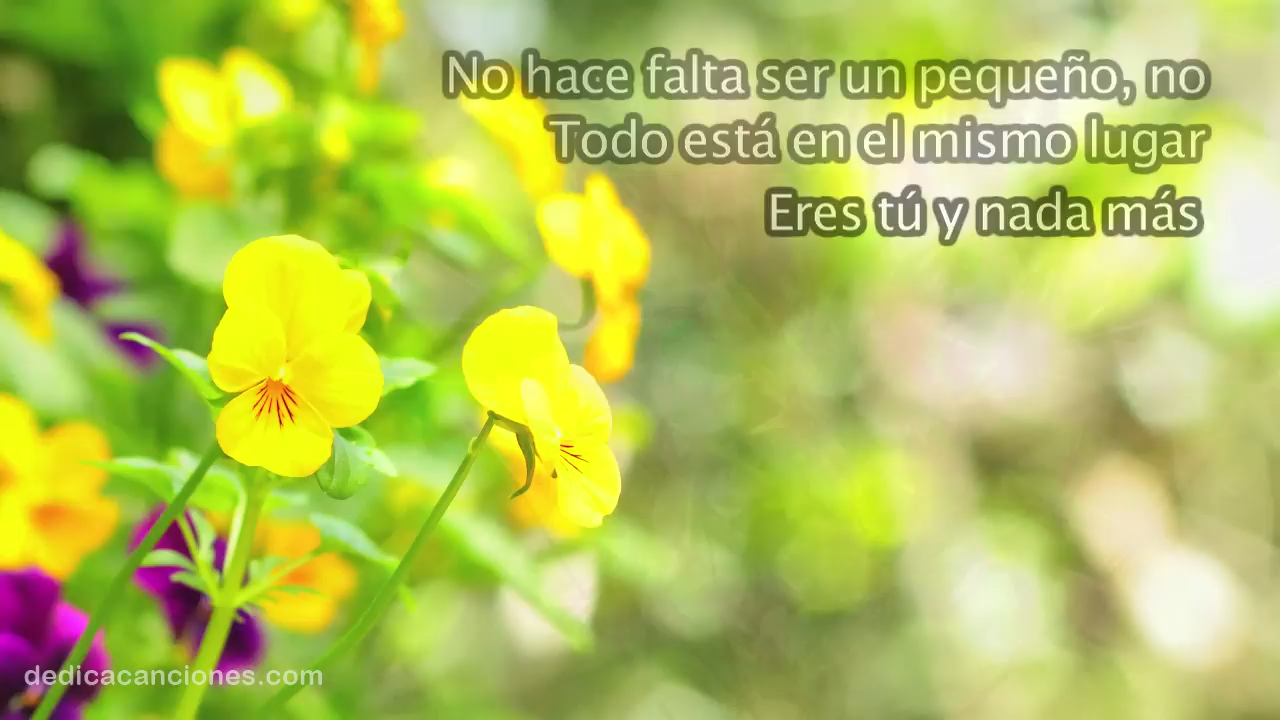 No hace falta ser un pequeño, no
Todo está en el mismo lugar
Eres tú y nada más
dedicacanciones.com